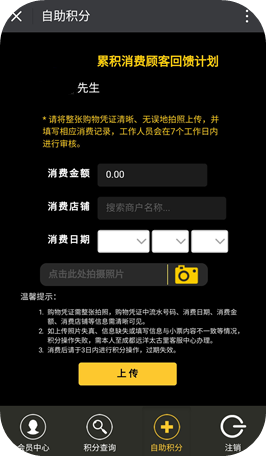 自助积分
累积消费顾客回馈计划
先生
* 请将整张购物凭证清晰、无误地拍照上传，并
填写相应消费记录，工作人员会在7个工作日内
进行审核。
消费金额 0.00
消费店铺 搜索商户名称...
消费日期
点击此处拍摄照片
温馨提示：
1. 购物凭证需整张拍照，购物凭证中流水号码、消费日期、消费金
额、消费店铺等信息需清晰可见。
2. 如上传照片失真、信息缺失或填写信息与小票内容不一致等情况，
积分操作失败，需本人至成都远洋太古里客服中心办理。
3. 消费后请于3日内进行积分操作，过期失效。
上传
会员中心 积分查询 自助积分 注销